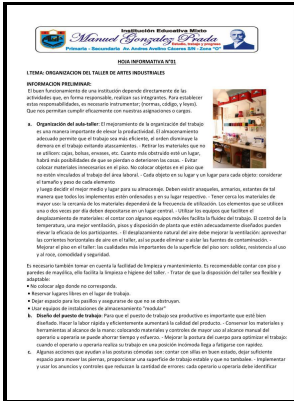 Institución Educativa Mixto
Manuel Gonzalez Prada
Estudio, trabajo y progreso
Primaria - Secundaria Av. Andres Avelino Cáceres S/N - Zona "O"
HOJA INFORMATIVA N°01
I.TEMA: ORGANIZACION DEL TALLER DE ARTES INDUSTRIALES
INFORMACION PRELIMINAR:
El buen funcionamiento de una institución depende directamente de las
actividades que, en forma responsable, realizan sus integrantes. Para establecer
estas responsabilidades, es necesario instrumentar; (normas, código, y leyes).
Que nos permitan cumplir eficazmente con nuestras asignaciones o cargos.
a. Organización del aula-taller: El mejoramiento de la organización del trabajo
es una manera importante de elevar la productividad. El almacenamiento
adecuado permite que el trabajo sea más eficiente, el orden disminuye la
demora en el trabajo evitando atascamientos. - Retirar los materiales que no
se utilicen: cajas, bolsas, envases, etc. Cuanto más obstruido está un lugar,
habrá más posibilidades de que se pierdan o deterioren las cosas. - Evitar
colocar materiales innecesarios en el piso. No colocar objetos en el piso que
no estén vinculados al trabajo del área laboral. - Cada objeto en su lugar y un lugar para cada objeto: considerar
el tamaño y peso de cada elemento
y luego decidir el mejor medio y lugar para su almacenaje. Deben existir anaqueles, armarios, estantes de tal
manera que todos los implementos estén ordenados y en su lugar respectivo. - Tener cerca los materiales de
mayor uso: la cercanía de los materiales dependerá de la frecuencia de utilización. Los elementos que se utilicen
una o dos veces por día deben depositarse en un lugar central. - Utilizar los equipos que faciliten el
desplazamiento de materiales: el contar con algunos equipos móviles facilita la fluidez del trabajo. El control de la
temperatura, una mejor ventilación, pisos y disposición de planta que estén adecuadamente diseñados pueden
elevar la eficacia de los participantes. - El desplazamiento natural del aire debe mejorar la ventilación: aprovechar
las corrientes horizontales de aire en el taller, así se puede eliminar o aislar las fuentes de contaminación. -
Mejorar el piso en el taller: las cualidades más importantes de la superficie del piso son: solidez, resistencia al uso
y al roce, comodidad y seguridad.
Es necesario también tomar en cuenta la facilidad de limpieza y mantenimiento. Es recomendable contar con piso y
paredes de mayólica, ello facilita la limpieza e higiene del taller. - Tratar de que la disposición del taller sea flexible y
adaptable:
• No colocar algo donde no corresponda.
• Reservar lugares libres en el lugar de trabajo.
• Dejar espacio para los pasillos y asegurarse de que no se obstruyan.
• Usar equipos de instalaciones de almacenamiento "modular"
b. Diseño del puesto de trabajo: Para que el puesto de trabajo sea productivo es importante que esté bien
diseñado. Hacer la labor rápida y eficientemente aumentará la calidad del producto. - Conservar los materiales y
herramientas al alcance de la mano: colocando materiales y controles de mayor uso al alcance manual del
operario u operaria se puede ahorrar tiempo y esfuerzo. - Mejorar la postura del cuerpo para optimizar el trabajo:
cuando el operario u operaria realiza su trabajo en una posición incómoda llega a fatigarse con rapidez.
c. Algunas acciones que ayudan a las posturas cómodas son: contar con sillas en buen estado, dejar suficiente
espacio para mover las piernas, proporcionar una superficie de trabajo estable y que no tambalee. - Implementar
y usar los anuncios y controles que reduzcan la cantidad de errores: cada operario u operaria debe identificar